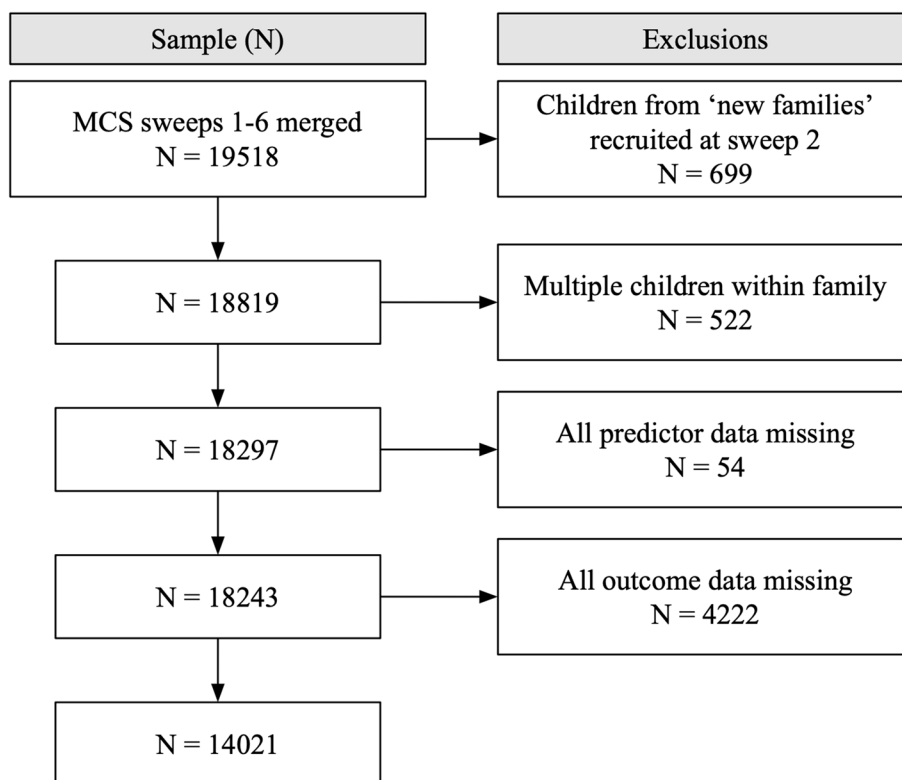 Sample (N)
Exclusions
MCS sweeps 1-6 merged
N = 19518
Children from ‘new families’
recruited at sweep 2
N = 699
N = 18819
Multiple children within family
N = 522
N = 18297
All predictor data missing
N = 54
N = 18243
All outcome data missing
N = 4222
N = 14021